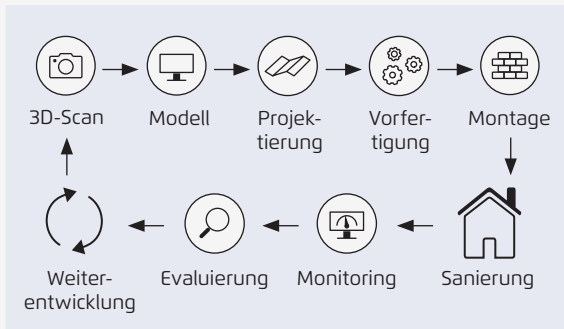 3D-Scan
Modell
Projek-
tierung
Vorfer-
tigung
Montage
Weiter-
entwicklung
Evaluierung
Monitoring
Sanierung